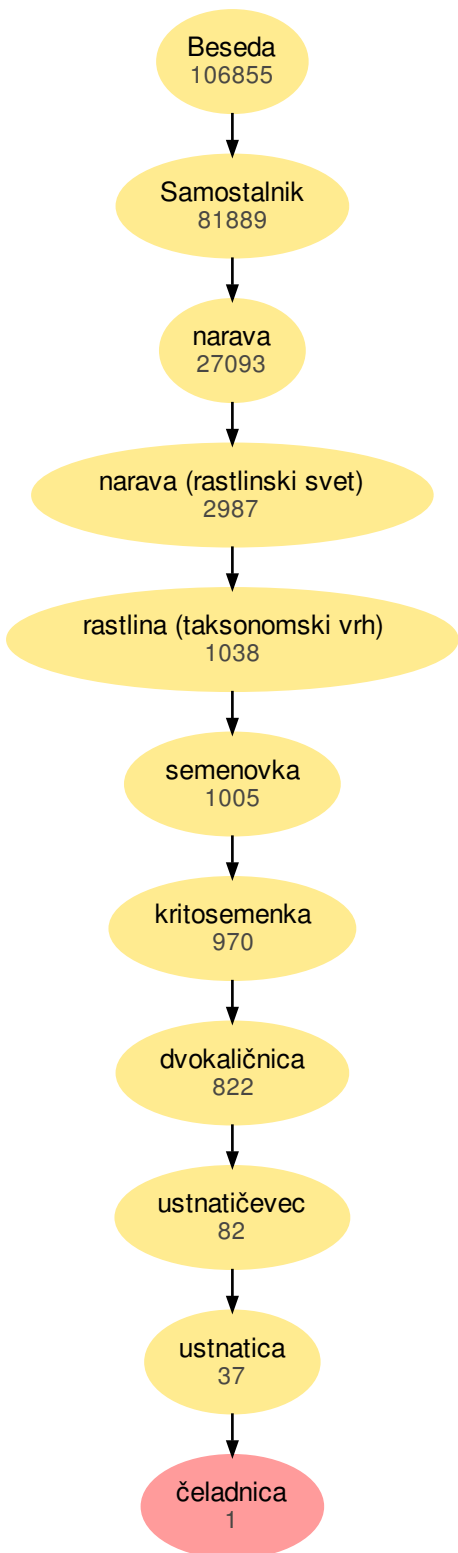 Beseda
106855
Samostalnik
81889
narava
27093
narava (rastlinski svet)
2987
rastlina (taksonomski vrh)
1038
semenovka
1005
kritosemenka
970
dvokaličnica
822
ustnatičevec
82
ustnatica
37
čeladnica
1